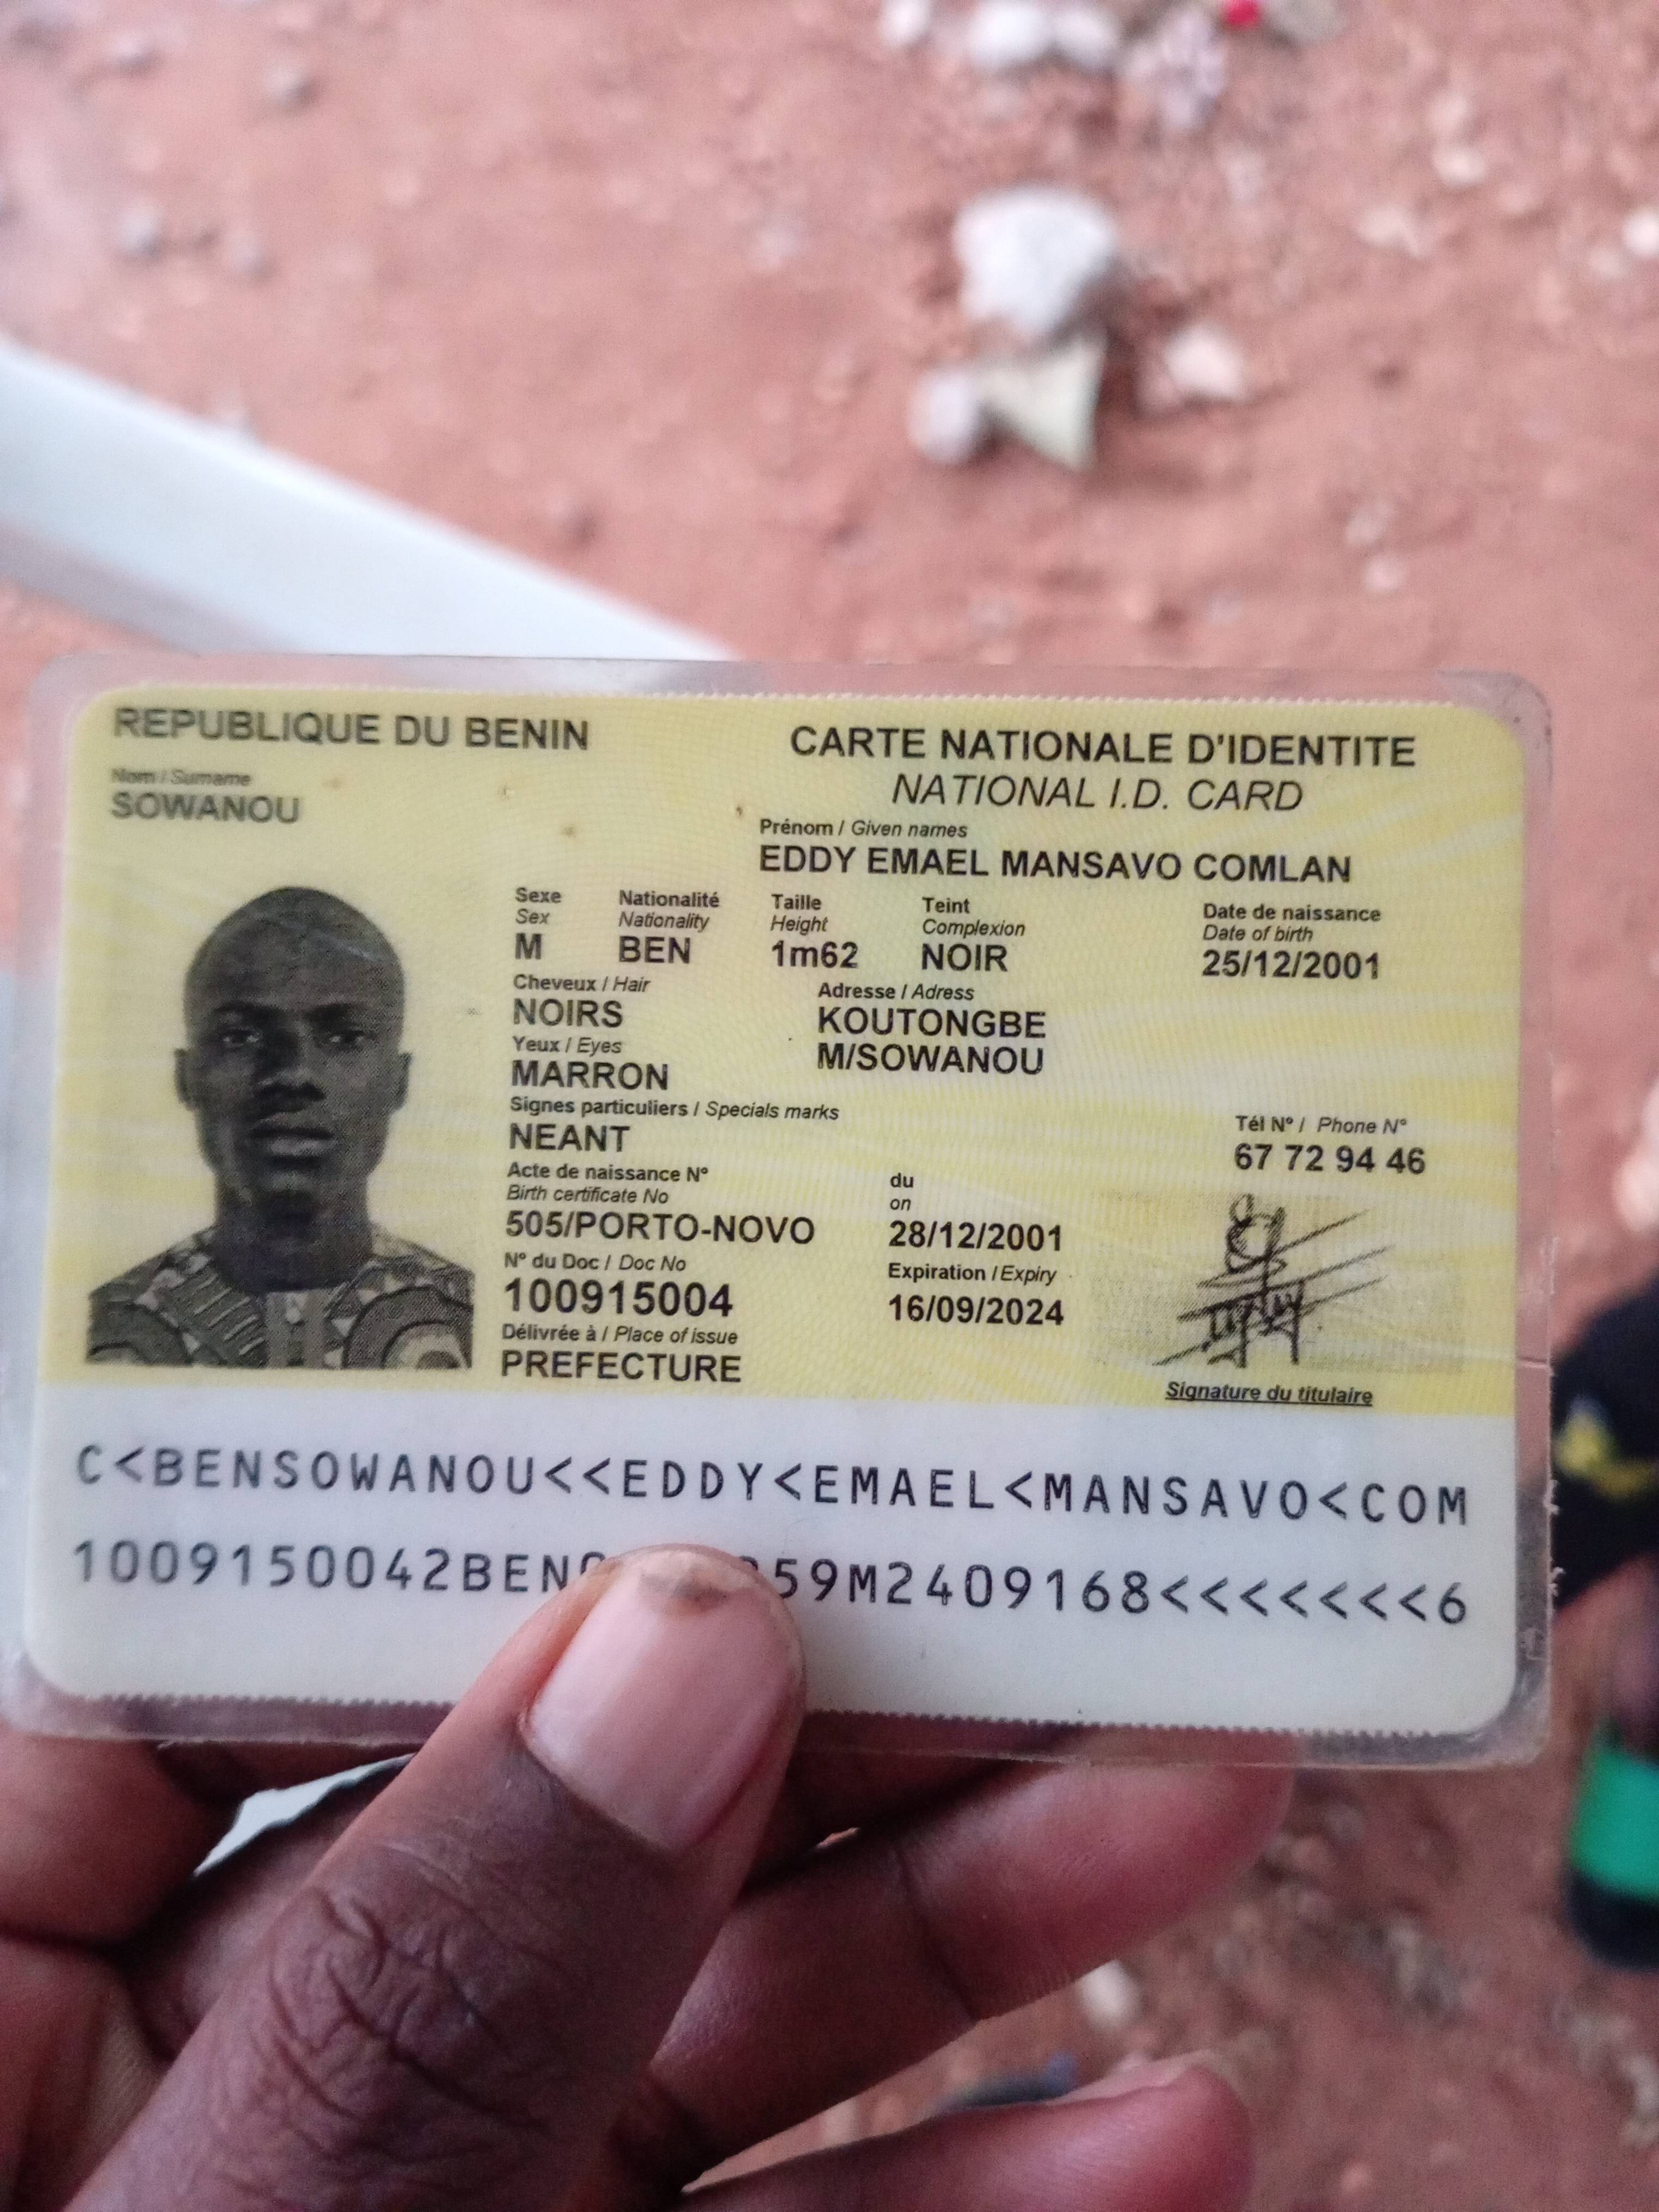 REPUBLIQUE DU BENIN
CARTE NATIONALE D'IDENTITE
NATIONAL I.D. CARD
Nom / Surname
SOWANOU
Prénom / Given names
EDDY EMAEL MANSAVO COMLAN
Sexe Nationalité Taille Teint Date de naissance
Sex Nationality Height Complexion Date of birth
M BEN 1m62 NOIR 25/12/2001
Cheveux / Hair Adresse / Adress
NOIRS KOUTONGBE
Yeux / Eyes
MARRON M/SOWANOU
Signes particuliers / Specials marks Tél N° / Phone N°
NEANT 67 72 94 46
Acte de naissance N° du
Birth certificate No on
505/PORTO-NOVO 28/12/2001
N° du Doc / Doc No Expiration / Expiry
100915004 16/09/2024
Délivrée à / Place of issue
PREFECTURE
Signature du titulaire
C<BENSOWANOU<<EDDY<EMAEL<MANSAVO<COM
1009150042BEN 59M2409168<<<<<<<6